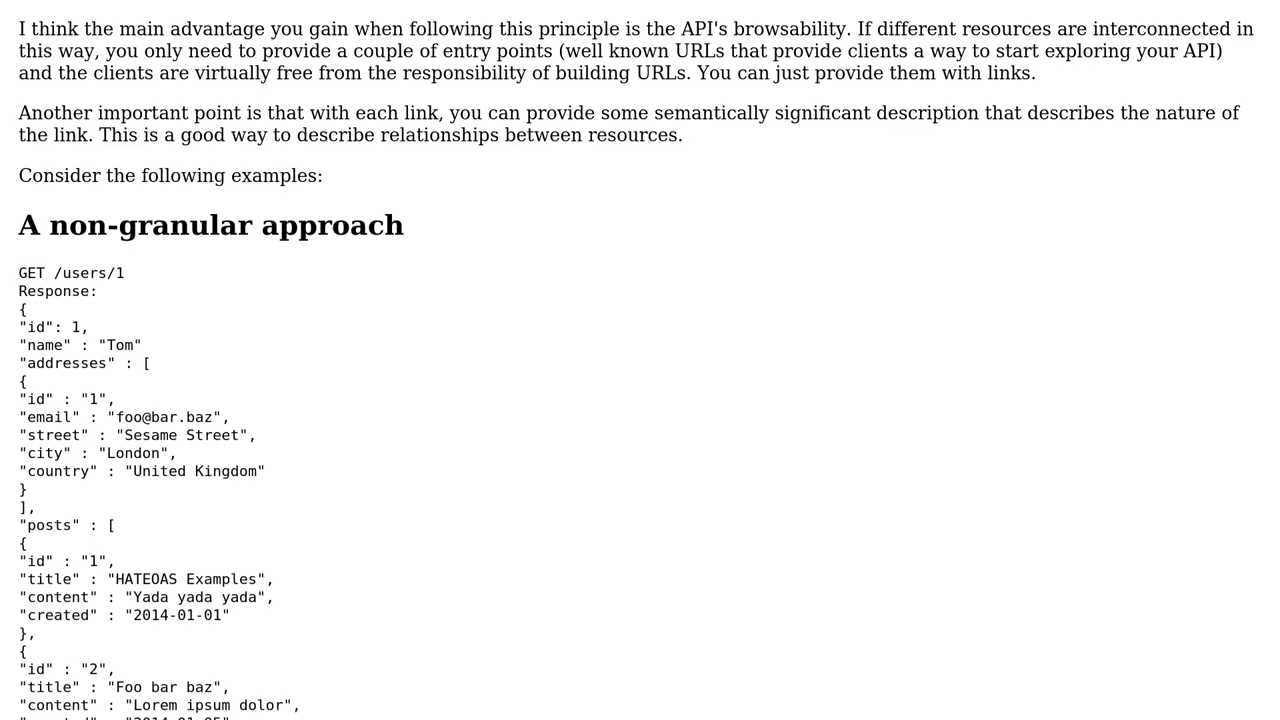 I think the main advantage you gain when following this principle is the API's browsability. If different resources are interconnected in
this way, you only need to provide a couple of entry points (well known URLs that provide clients a way to start exploring your API)
and the clients are virtually free from the responsibility of building URLs. You can just provide them with links.
Another important point is that with each link, you can provide some semantically significant description that describes the nature of
the link. This is a good way to describe relationships between resources.
Consider the following examples:
A non-granular approach
GET /users/1
Response:
{
"id": 1,
"name" : "Tom"
"addresses" : [
{
"id" : "1",
"email" : "foo@bar.baz",
"street" : "Sesame Street",
"city" : "London",
"country" : "United Kingdom"
}
],
"posts" : [
{
"id" : "1",
"title" : "HATEOAS Examples",
"content" : "Yada yada yada",
"created" : "2014-01-01"
},
{
"id" : "2",
"title" : "Foo bar baz",
"content" : "Lorem ipsum dolor",